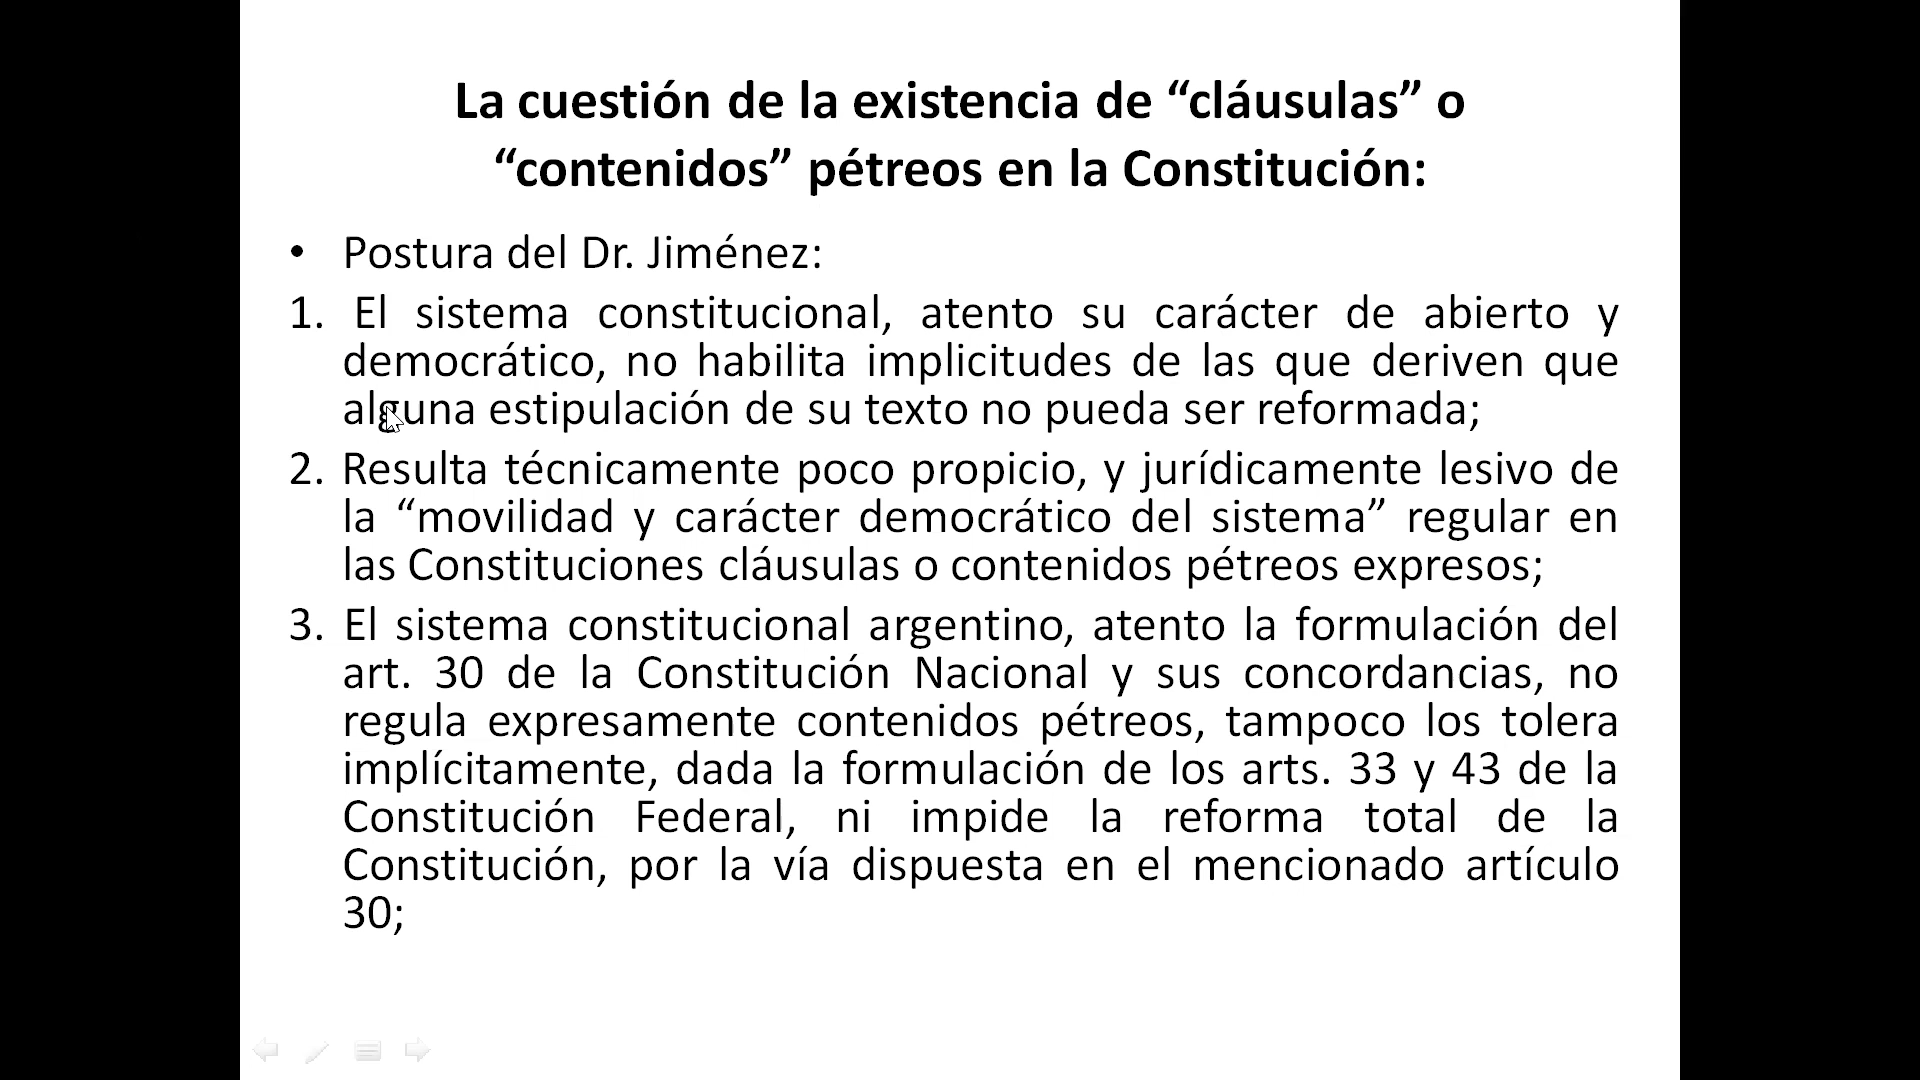 La cuestión de la existencia de “cláusulas” o
“contenidos” pétreos en la Constitución:
• Postura del Dr. Jiménez:
1. El sistema constitucional, atento su carácter de abierto y
democrático, no habilita implicitudes de las que deriven que
alguna estipulación de su texto no pueda ser reformada;
2. Resulta técnicamente poco propicio, y jurídicamente lesivo de
la “movilidad y carácter democrático del sistema” regular en
las Constituciones cláusulas o contenidos pétreos expresos;
3. El sistema constitucional argentino, atento la formulación del
art. 30 de la Constitución Nacional y sus concordancias, no
regula expresamente contenidos pétreos, tampoco los tolera
implícitamente, dada la formulación de los arts. 33 y 43 de la
Constitución Federal, ni impide la reforma total de la
Constitución, por la vía dispuesta en el mencionado artículo
30;